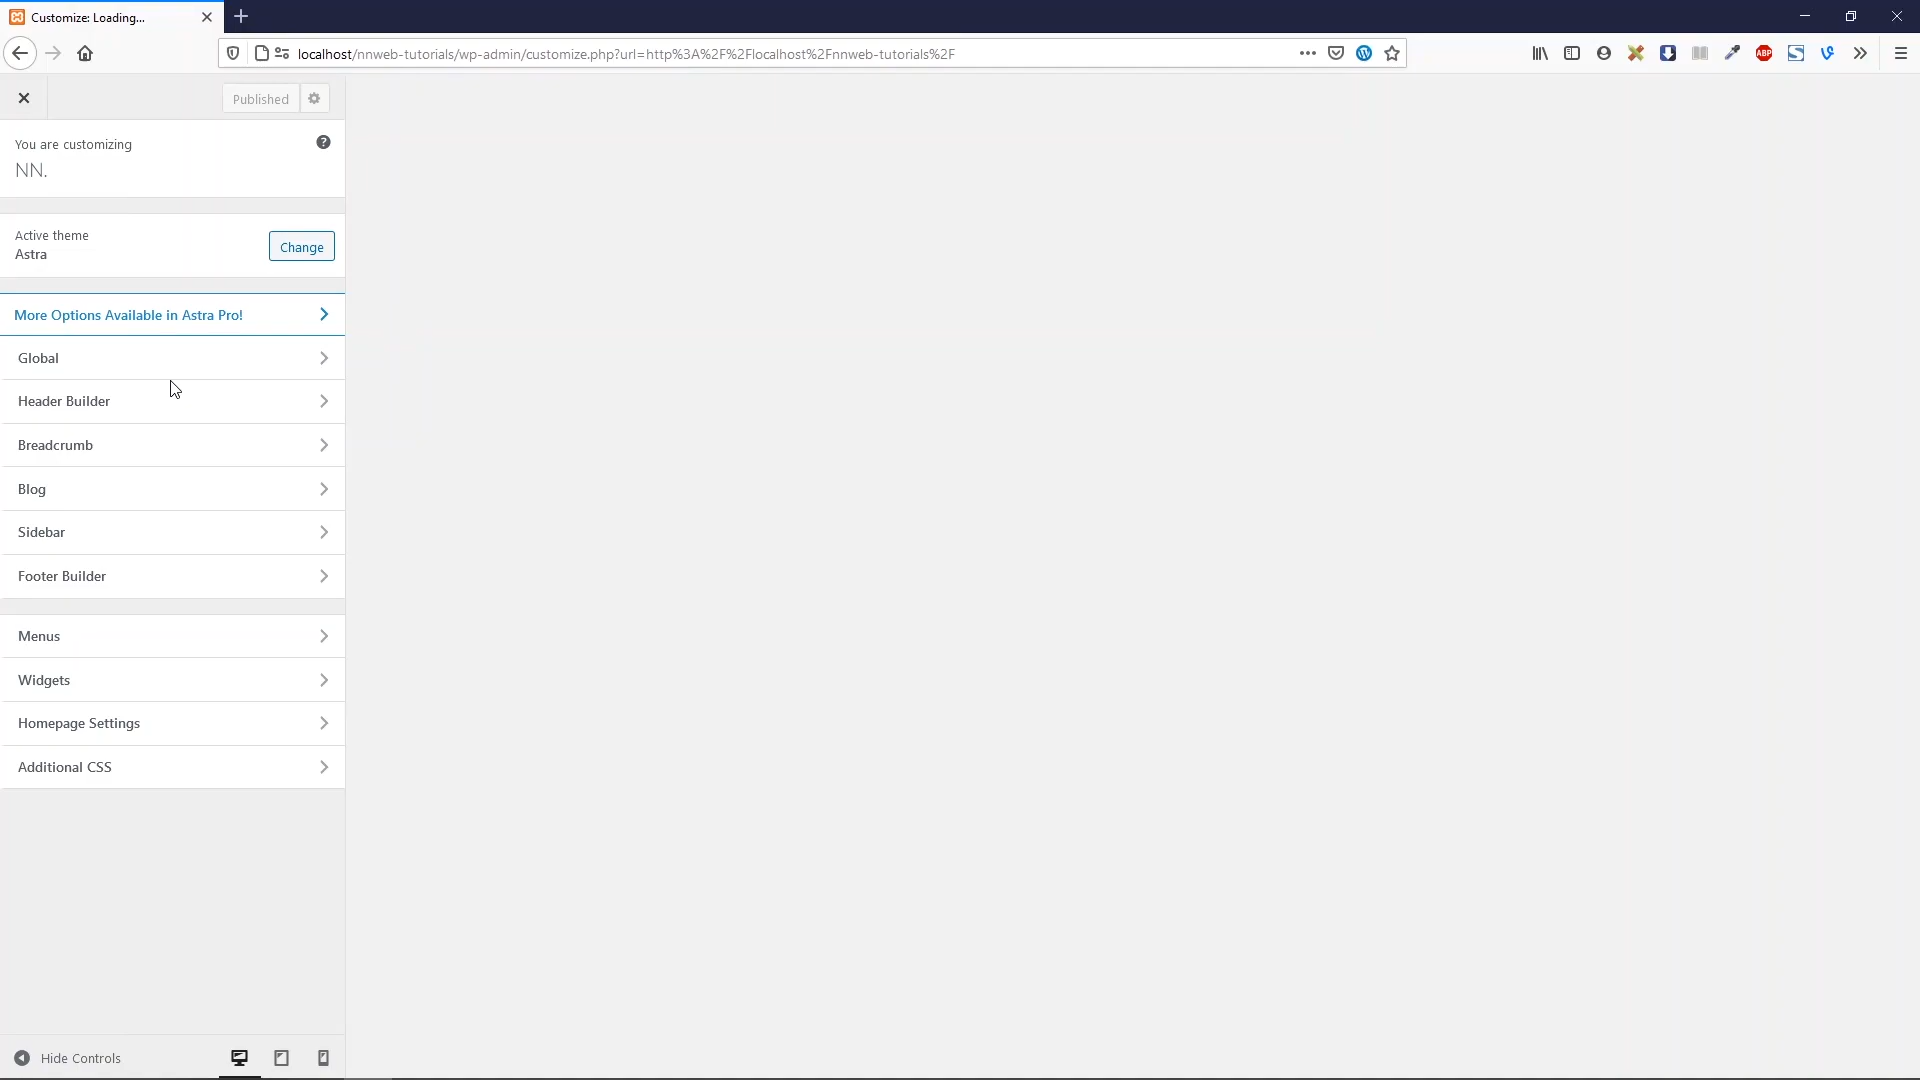 Customize: Loading...
localhost/nnweb-tutorials/wp-admin/customize.php?url=http%3A%2F%2Flocalhost%2Fnnweb-tutorials%2F
ABP
Published
You are customizing
NN.
Active theme
Astra
Change
More Options Available in Astra Pro!
Global
Header Builder
Breadcrumb
Blog
Sidebar
Footer Builder
Menus
Widgets
Homepage Settings
Additional CSS
Hide Controls